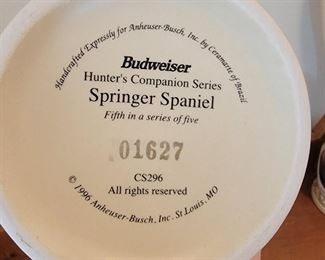 Handcrafted Expressly for Anheuser-Busch, Inc. by Ceramarte of Brazil
Budweiser
Hunter's Companion Series
Springer Spaniel
Fifth in a series of five
01627
CS296
All rights reserved
© 1996 Anheuser-Busch, Inc. St Louis, MO